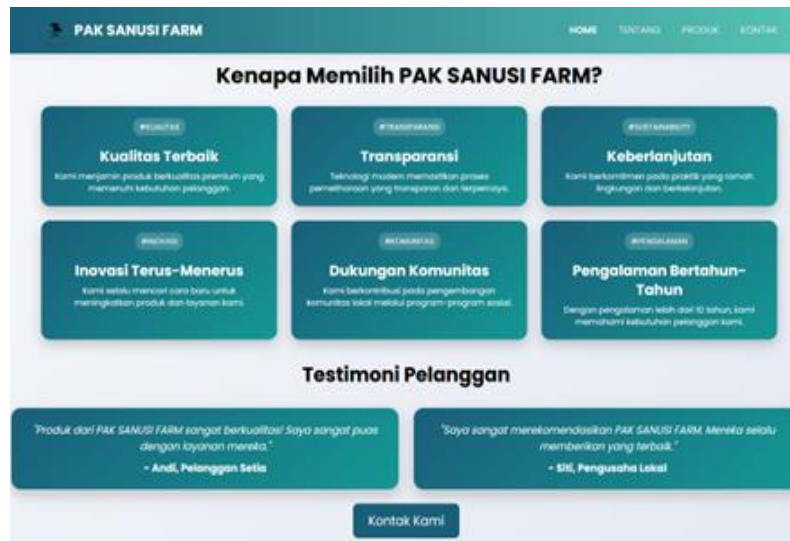 PAK SANUSI FARM
HOME TENTANG PRODUK KONTAK
Kenapa Memilih PAK SANUSI FARM?
#KUALITAS
Kualitas Terbaik
Kami menjamin produk berkualitas premium yang
memenuhi kebutuhan pelanggan.
#TRANSPARANSI
Transparansi
Teknologi modern memastikan proses
pemeliharaan yang transparan dan terpercaya.
#SUSTAINABILITY
Keberlanjutan
Kami berkomitmen pada praktik yang ramah
lingkungan dan berkelanjutan.
#INOVASI
Inovasi Terus-Menerus
Kami selalu mencari cara baru untuk
meningkatkan produk dan layanan kami.
#KOMUNITAS
Dukungan Komunitas
Kami berkontribusi pada pengembangan
komunitas lokal melalui program-program sosial.
#PENGALAMAN
Pengalaman Bertahun-
Tahun
Dengan pengalaman lebih dari 10 tahun, kami
memahami kebutuhan pelanggan kami.
Testimoni Pelanggan
"Produk dari PAK SANUSI FARM sangat berkualitas! Saya sangat puas
dengan layanan mereka."
- Andi, Pelanggan Setia
"Saya sangat merekomendasikan PAK SANUSI FARM. Mereka selalu
memberikan yang terbaik."
- Siti, Pengusaha Lokal
Kontak Kami